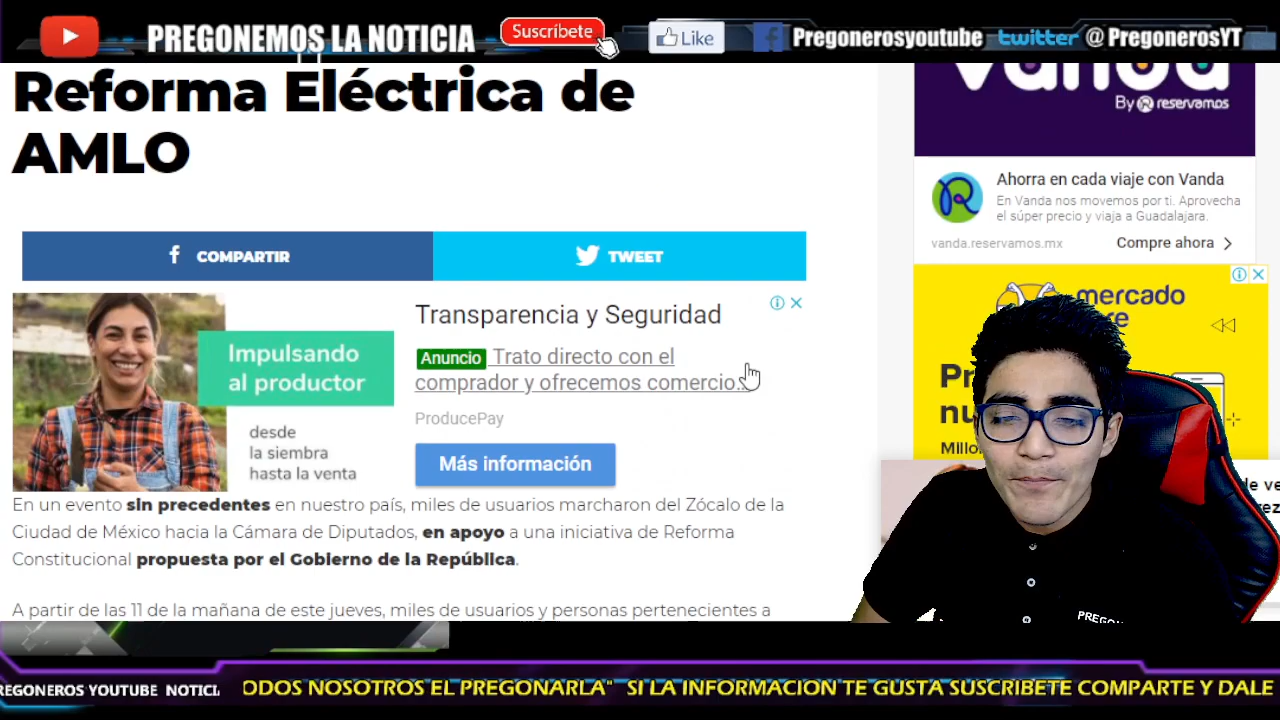 PREGONEMOS LA NOTICIA
Suscríbete
Like
Pregonerosyoutube
twitter @PregonerosYT
Reforma Eléctrica de
AMLO
COMPARTIR
TWEET
Impulsando
al productor
desde
la siembra
hasta la venta
Transparencia y Seguridad
Anuncio Trato directo con el
comprador y ofrecemos comercio...
ProducePay
Más información
En un evento sin precedentes en nuestro país, miles de usuarios marcharon del Zócalo de la
Ciudad de México hacia la Cámara de Diputados, en apoyo a una iniciativa de Reforma
Constitucional propuesta por el Gobierno de la República.
A partir de las 11 de la mañana de este jueves, miles de usuarios y personas pertenecientes a
vanda
By reservamos
Ahorra en cada viaje con Vanda
En Vanda nos movemos por ti. Aprovecha
el súper precio y viaja a Guadalajara.
vanda.reservamos.mx
Compre ahora
mercado
de ve
PREGON
REGONEROS YOUTUBE NOTICI
ODOS NOSOTROS EL PREGONARLA" SI LA INFORMACION TE GUSTA SUSCRIBETE COMPARTE Y DALE